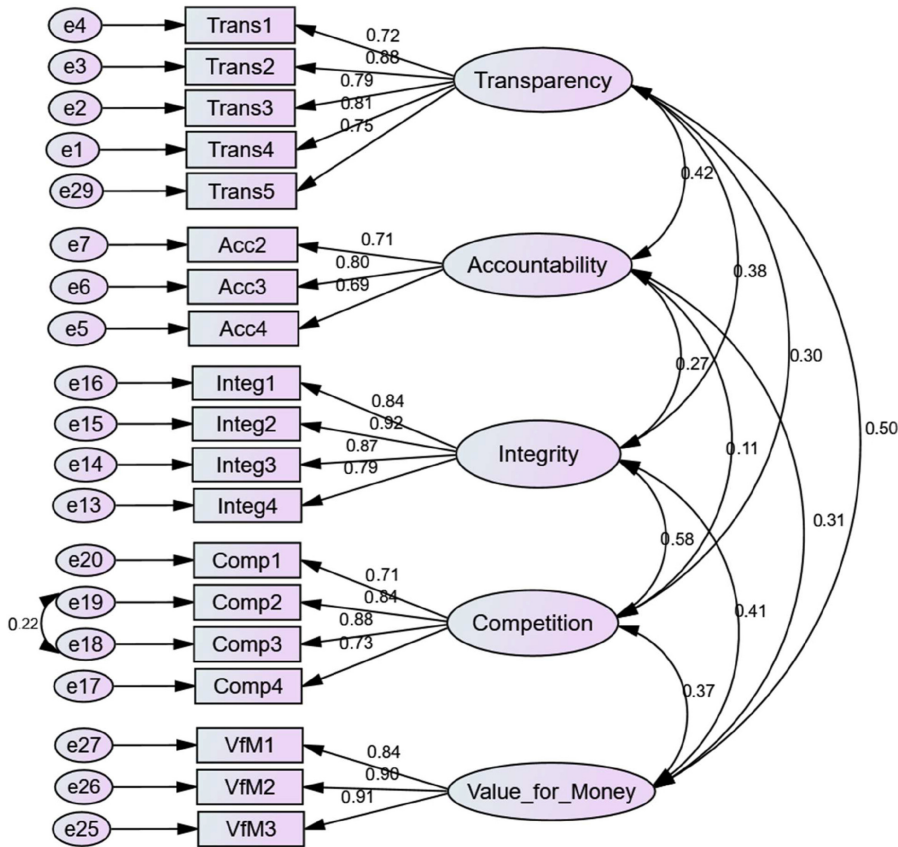 e4 Trans1
0.72
e3 Trans2
0.88
0.79
e2 Trans3
0.81
0.75
e1 Trans4
e29 Trans5
Transparency
0.42
e7 Acc2
0.71
e6 Acc3
0.80
0.69
e5 Acc4
Accountability
0.38
0.27
0.30
e16 Integ1
0.84
e15 Integ2
0.92
0.87
e14 Integ3
0.79
e13 Integ4
Integrity
0.50
0.11
0.31
0.58
e20 Comp1
0.71
e19 Comp2
0.84
0.22
0.88
e18 Comp3
0.73
e17 Comp4
Competition
0.41
0.37
e27 VfM1
0.84
e26 VfM2
0.90
0.91
e25 VfM3
Value_for_Money